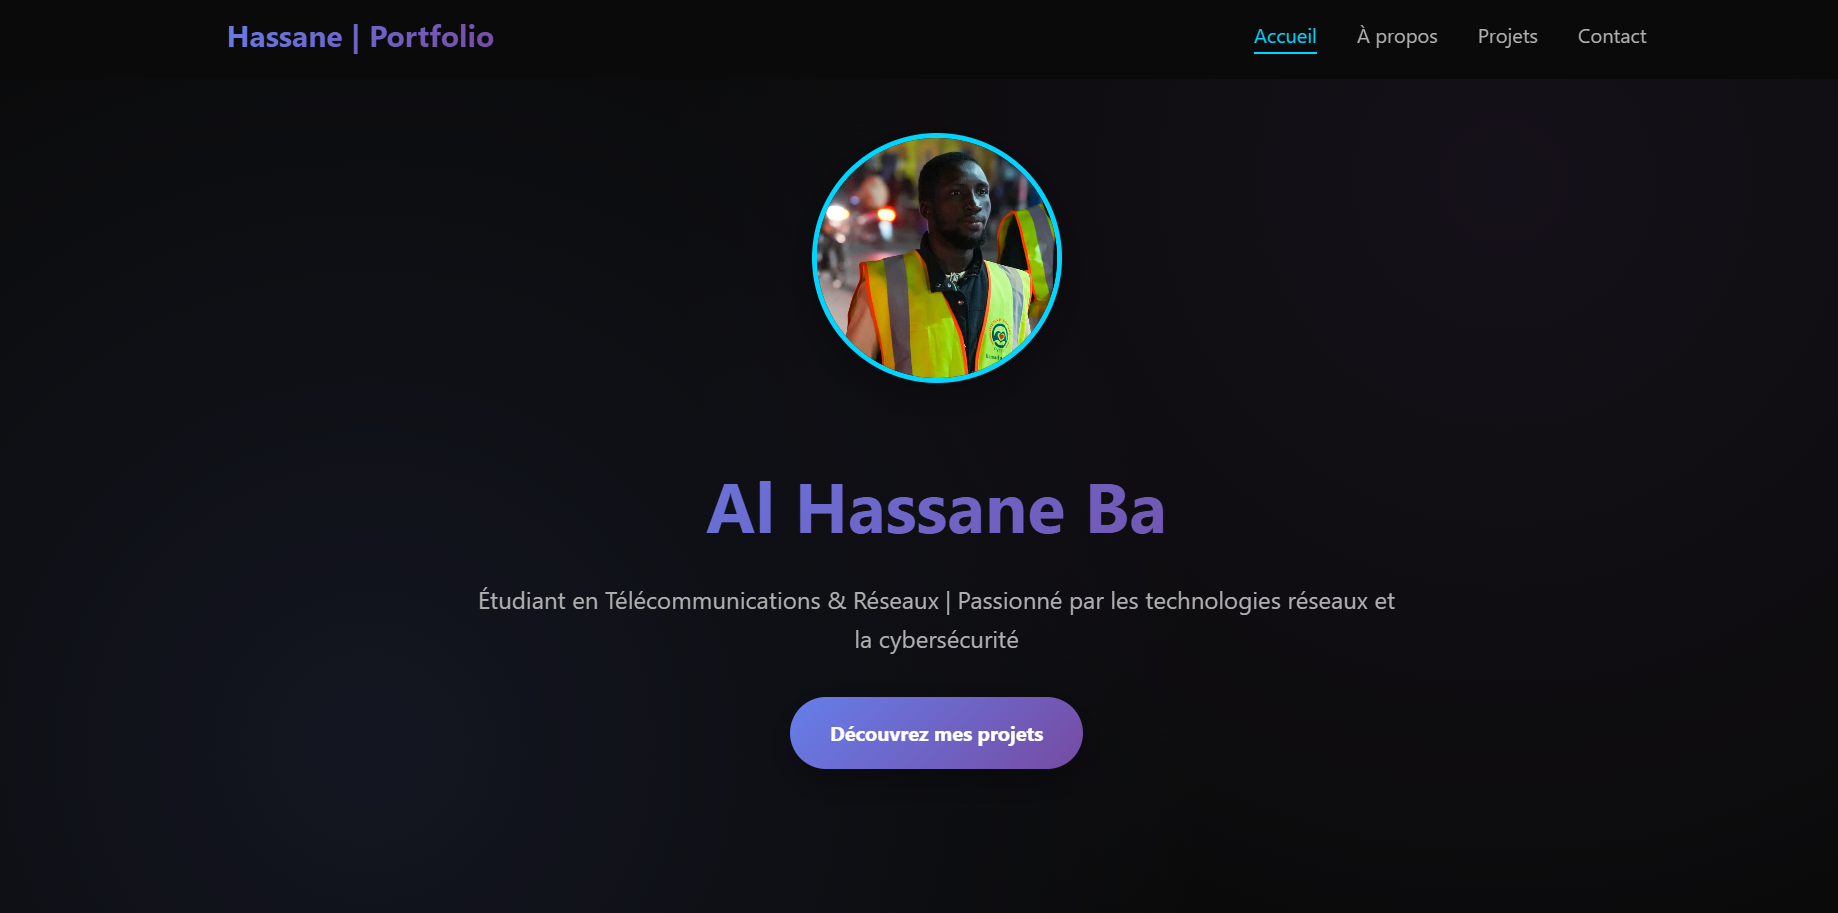 Hassane | Portfolio
Accueil
À propos
Projets
Contact
Al Hassane Ba
Étudiant en Télécommunications & Réseaux | Passionné par les technologies réseaux et
la cybersécurité
Découvrez mes projets